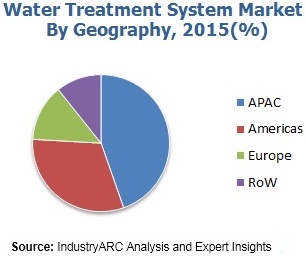 Water Treatment System Market
By Geography, 2015(%)
APAC
Americas
Europe
RoW
Source: IndustryARC Analysis and Expert Insights